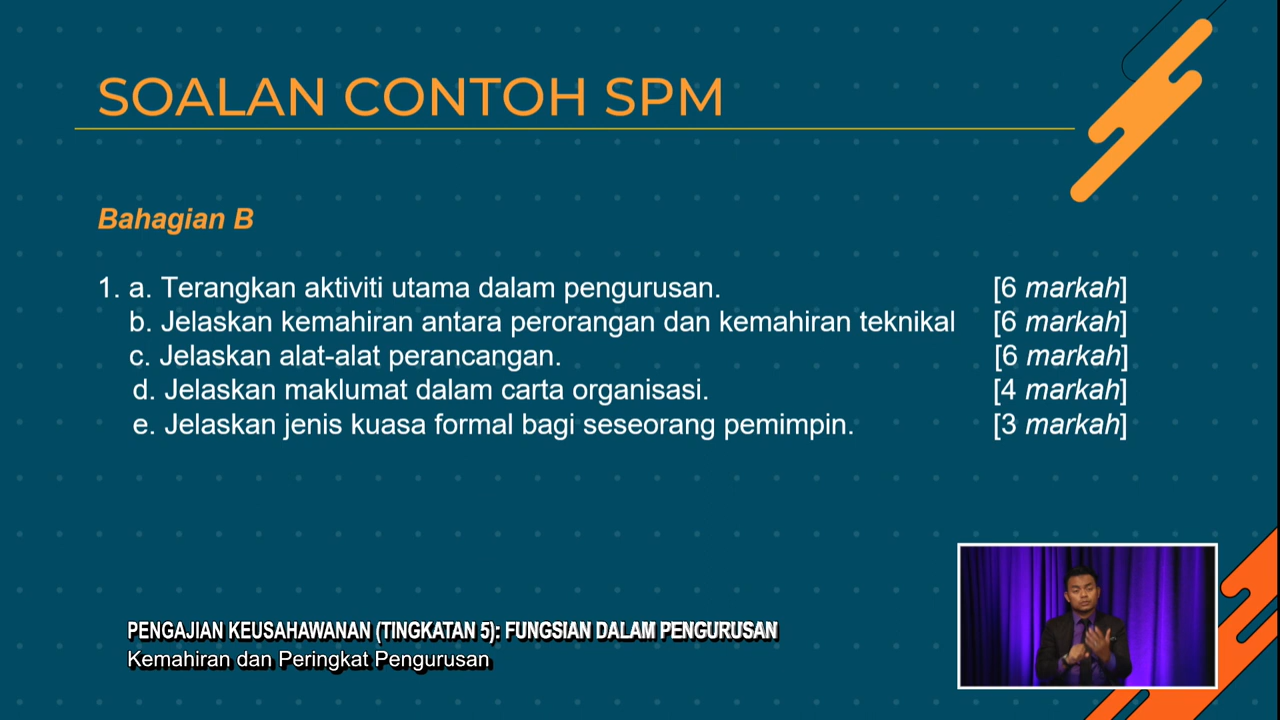 SOALAN CONTOH SPM
Bahagian B
1. a. Terangkan aktiviti utama dalam pengurusan. [6 markah]
b. Jelaskan kemahiran antara perorangan dan kemahiran teknikal [6 markah]
c. Jelaskan alat-alat perancangan. [6 markah]
d. Jelaskan maklumat dalam carta organisasi. [4 markah]
e. Jelaskan jenis kuasa formal bagi seseorang pemimpin. [3 markah]
PENGAJIAN KEUSAHAWANAN (TINGKATAN 5): FUNGSIAN DALAM PENGURUSAN
Kemahiran dan Peringkat Pengurusan